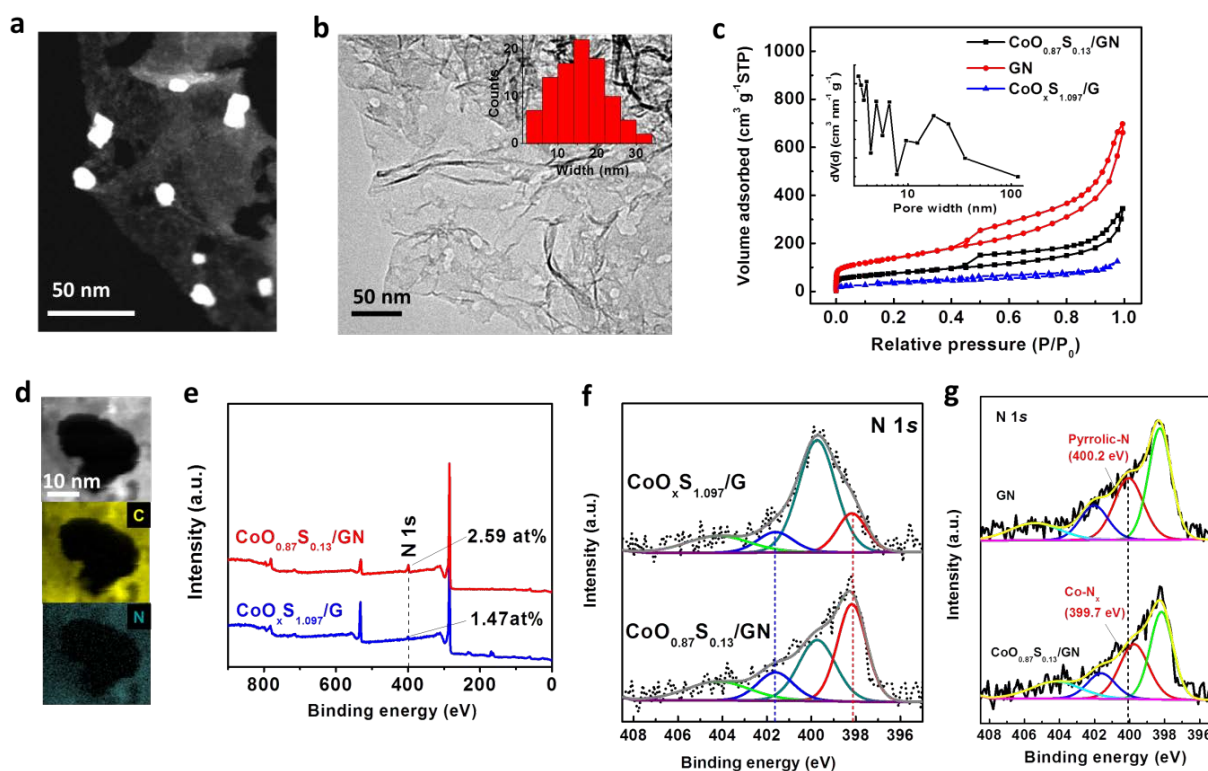 a
50 nm
b
20
10
0
Counts
10 20 30
Width (nm)
50 nm
c
1000
800
600
400
200
0
Volume adsorbed (cm³ g⁻¹STP)
CoO₀.₈₇S₀.₁₃/GN
GN
CoOₓS₁.₀₉₇/G
dV(d) (cm³ nm⁻¹ g⁻¹)
10 100
Pore width (nm)
0.0 0.2 0.4 0.6 0.8 1.0
Relative pressure (P/P₀)
d
10 nm
C
N
e
Intensity (a.u.)
CoO₀.₈₇S₀.₁₃/GN
N 1s
2.59 at%
CoOₓS₁.₀₉₇/G
1.47at%
800 600 400 200 0
Binding energy (eV)
f
N 1s
Intensity (a.u.)
CoOₓS₁.₀₉₇/G
CoO₀.₈₇S₀.₁₃/GN
408 406 404 402 400 398 396
Binding energy (eV)
g
N 1s
Pyrrolic-N
(400.2 eV)
GN
Intensity (a.u.)
Co-Nₓ
(399.7 eV)
CoO₀.₈₇S₀.₁₃/GN
408 406 404 402 400 398 396
Binding energy (eV)